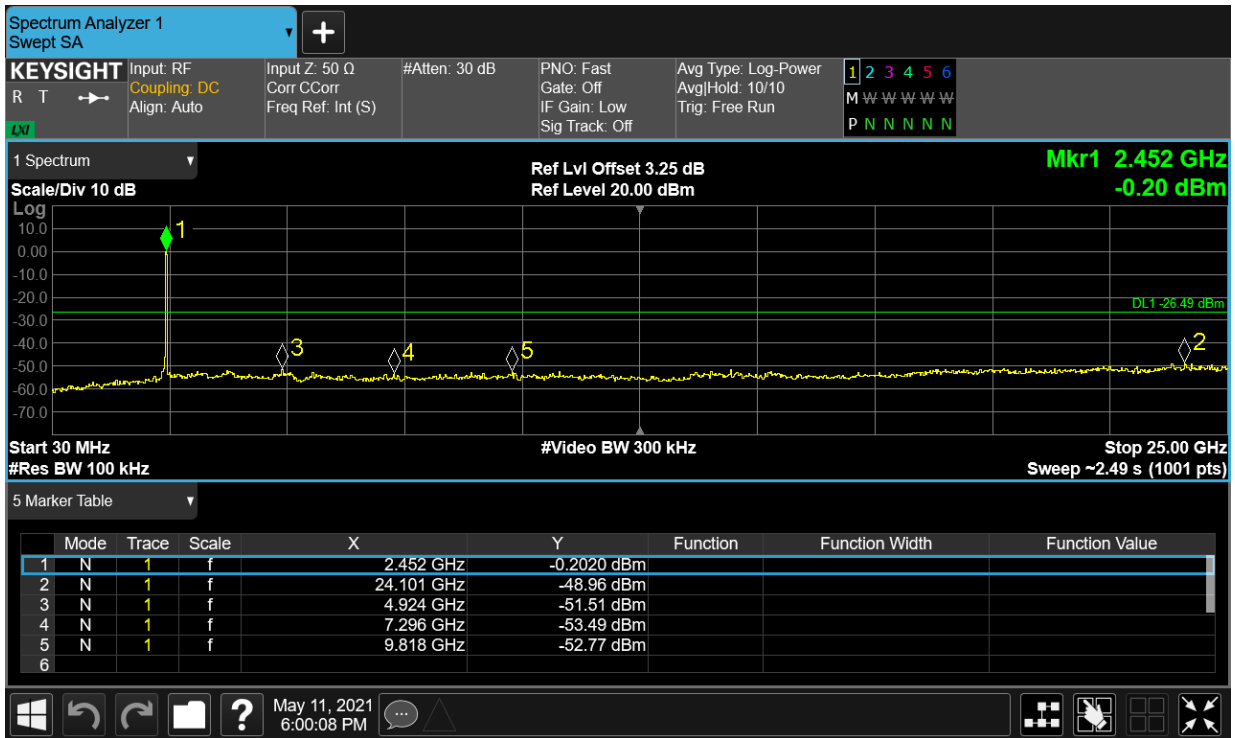 Spectrum Analyzer 1
Swept SA
+
KEYSIGHT
R T
LXI
Input: RF
Coupling: DC
Align: Auto
Input Z: 50 Ω
Corr CCorr
Freq Ref: Int (S)
#Atten: 30 dB
PNO: Fast
Gate: Off
IF Gain: Low
Sig Track: Off
Avg Type: Log-Power
Avg|Hold: 10/10
Trig: Free Run
1 2 3 4 5 6
M W W W W W
P N N N N N
1 Spectrum
Scale/Div 10 dB
Ref Lvl Offset 3.25 dB
Ref Level 20.00 dBm
Mkr1 2.452 GHz
-0.20 dBm
Log
10.0
0.00
-10.0
-20.0
-30.0
-40.0
-50.0
-60.0
-70.0
1
DL1 -26.49 dBm
3
4
5
2
Start 30 MHz
#Res BW 100 kHz
#Video BW 300 kHz
Stop 25.00 GHz
Sweep ~2.49 s (1001 pts)
5 Marker Table
Mode Trace Scale X Y Function Function Width Function Value
1 N 1 f 2.452 GHz -0.2020 dBm
2 N 1 f 24.101 GHz -48.96 dBm
3 N 1 f 4.924 GHz -51.51 dBm
4 N 1 f 7.296 GHz -53.49 dBm
5 N 1 f 9.818 GHz -52.77 dBm
6
?
May 11, 2021
6:00:08 PM